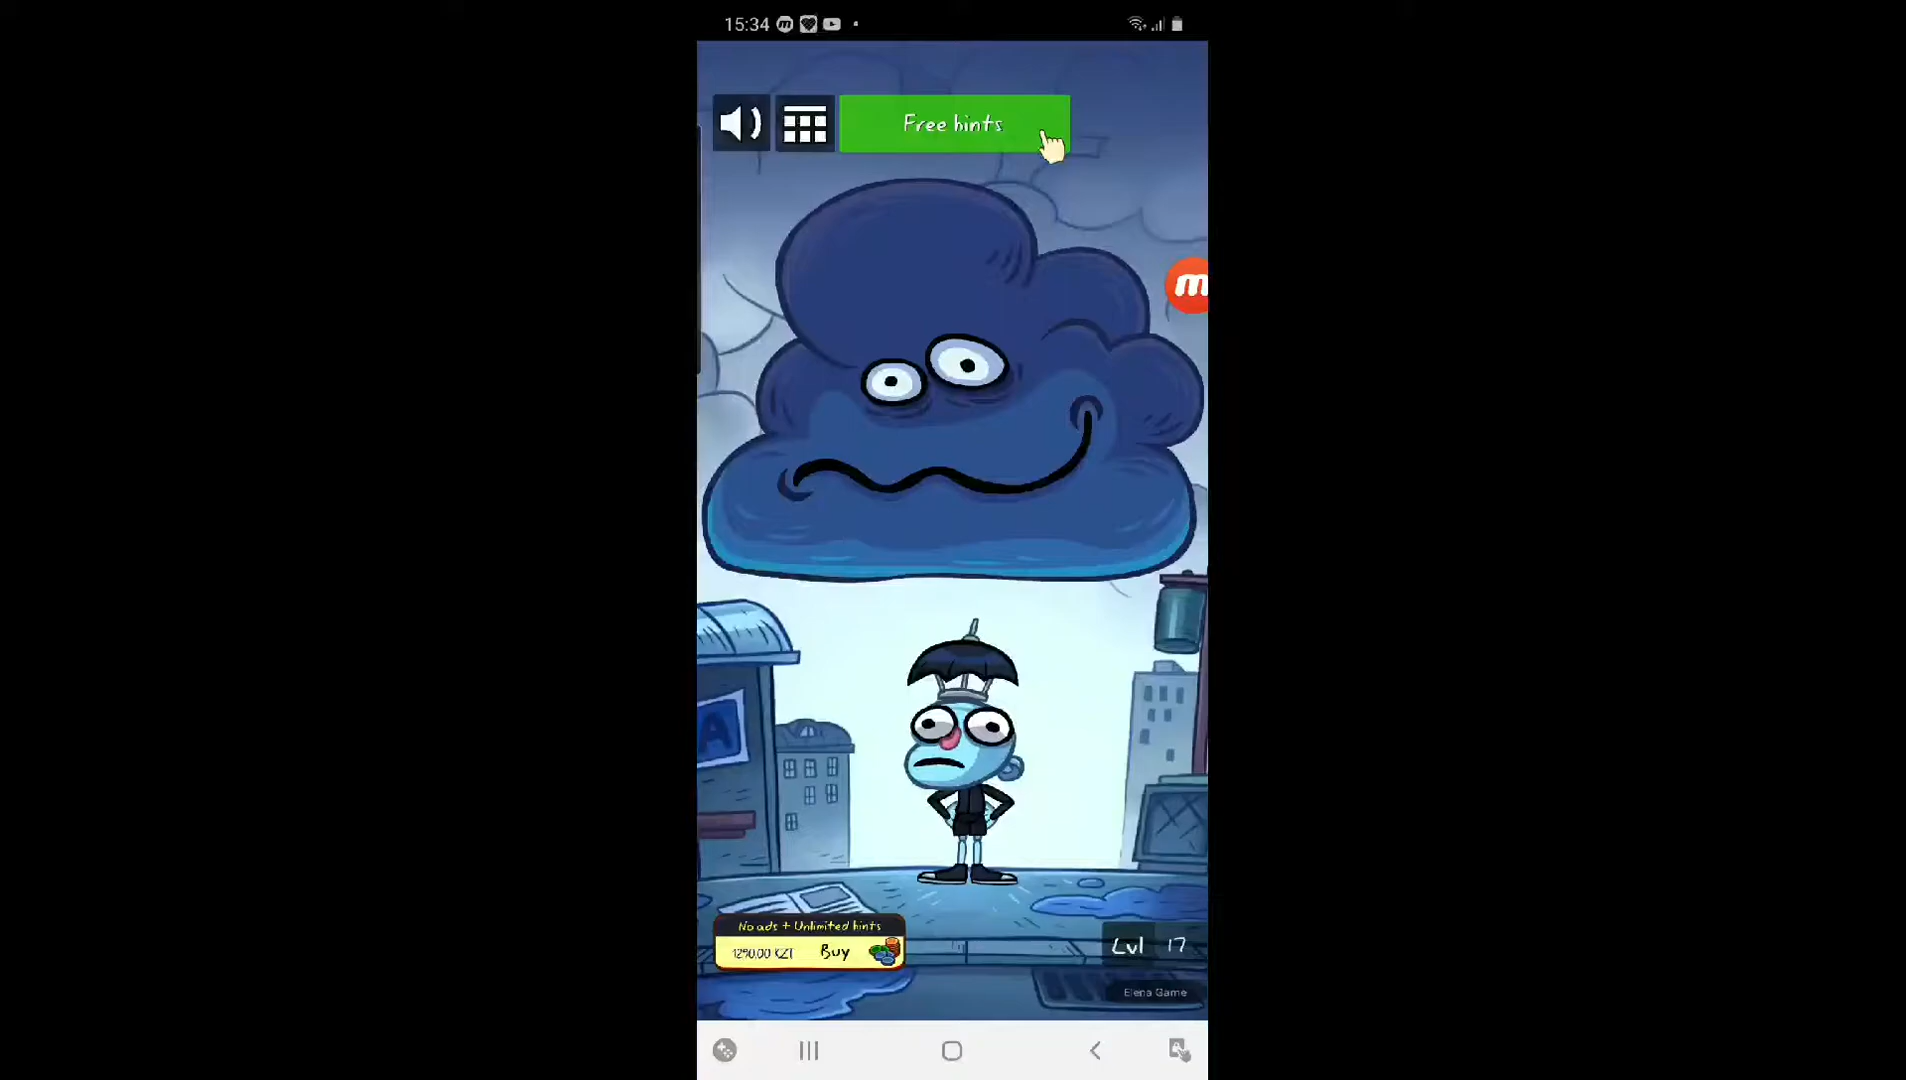 15:34
Free hints
m
A
No ads + Unlimited hints
1290.00 KZT Buy
Lvl 17
Elena Game